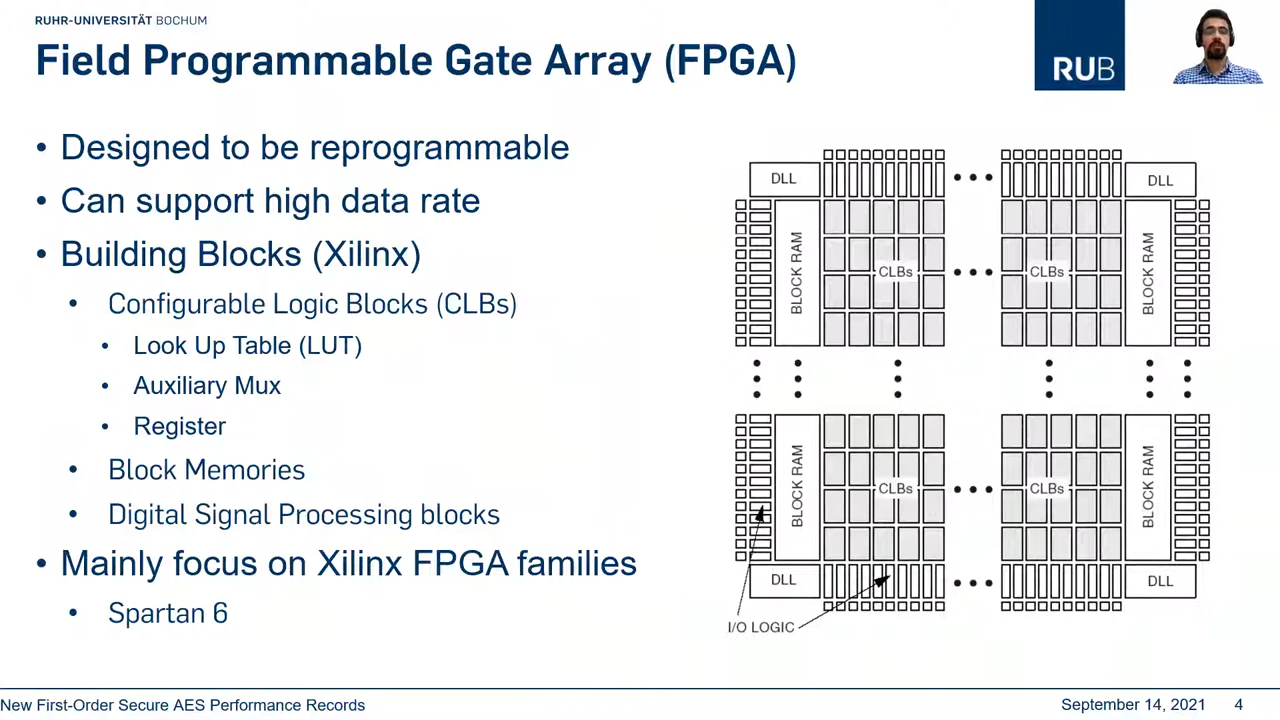 RUHR-UNIVERSITÄT BOCHUM
Field Programmable Gate Array (FPGA)
RUB
• Designed to be reprogrammable
• Can support high data rate
• Building Blocks (Xilinx)
• Configurable Logic Blocks (CLBs)
• Look Up Table (LUT)
• Auxiliary Mux
• Register
• Block Memories
• Digital Signal Processing blocks
• Mainly focus on Xilinx FPGA families
• Spartan 6
DLL
DLL
BLOCK RAM
CLBs
CLBs
BLOCK RAM
BLOCK RAM
CLBs
CLBs
BLOCK RAM
DLL
DLL
I/O LOGIC
New First-Order Secure AES Performance Records
September 14, 2021
4